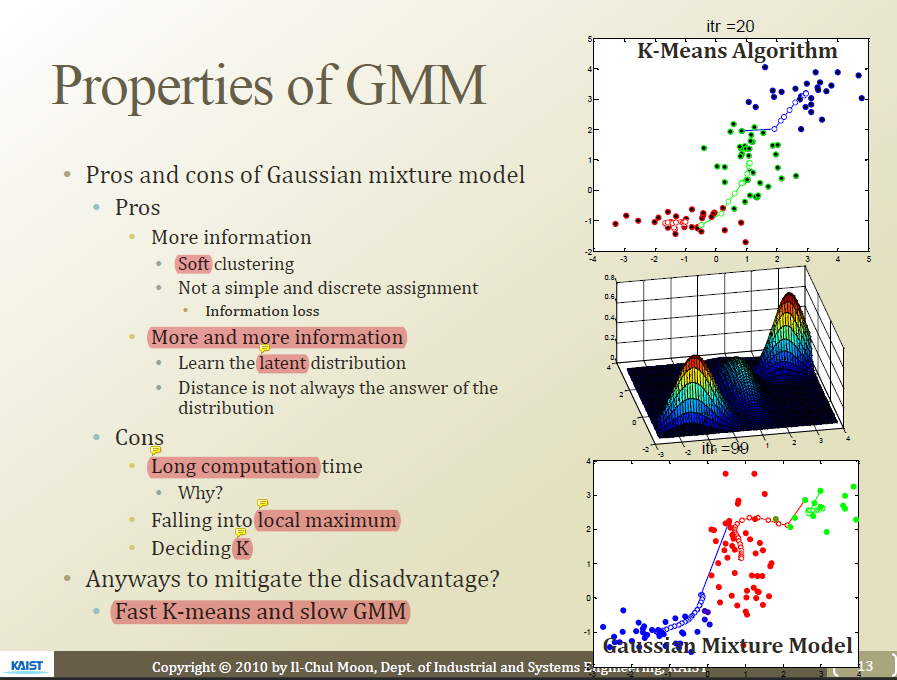 Properties of GMM
Pros and cons of Gaussian mixture model
Pros
More information
Soft clustering
Not a simple and discrete assignment
Information loss
More and more information
Learn the latent distribution
Distance is not always the answer of the
distribution
Cons
Long computation time
Why?
Falling into local maximum
Deciding K
Anyways to mitigate the disadvantage?
Fast K-means and slow GMM
itr =20
K-Means Algorithm
5
4
3
2
1
0
-1
-2
-4 -3 -2 -1 0 1 2 3 4 5
0.8
0.6
0.4
0.2
0
4
2
0
-2
-3 -2 -1 0 1 2 3 4
itr =99
4
3
2
1
0
-1
Gaussian Mixture Model
KAIST
Copyright © 2010 by Il-Chul Moon, Dept. of Industrial and Systems Engineering, KAIST
13